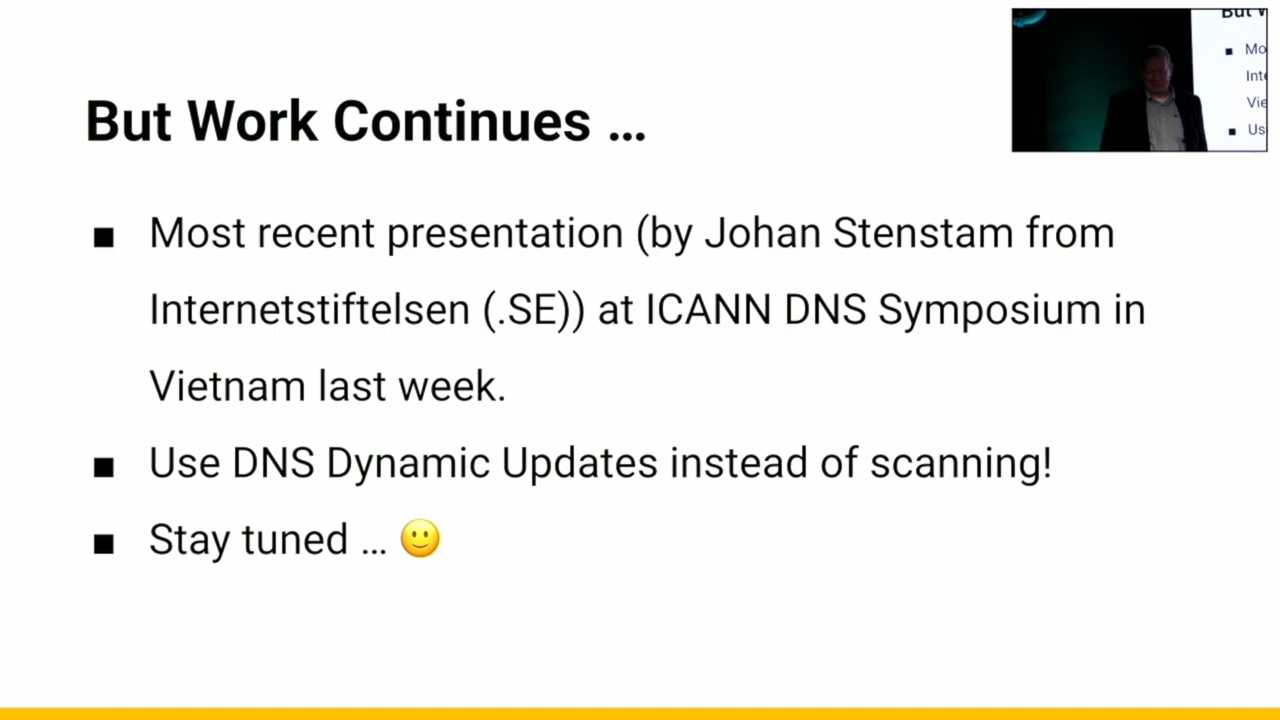 But Work Continues ...
■ Most recent presentation (by Johan Stenstam from
Internetstiftelsen (.SE)) at ICANN DNS Symposium in
Vietnam last week.
■ Use DNS Dynamic Updates instead of scanning!
■ Stay tuned ... 🙂
But
■ Mo
Inte
Vie
■ Us